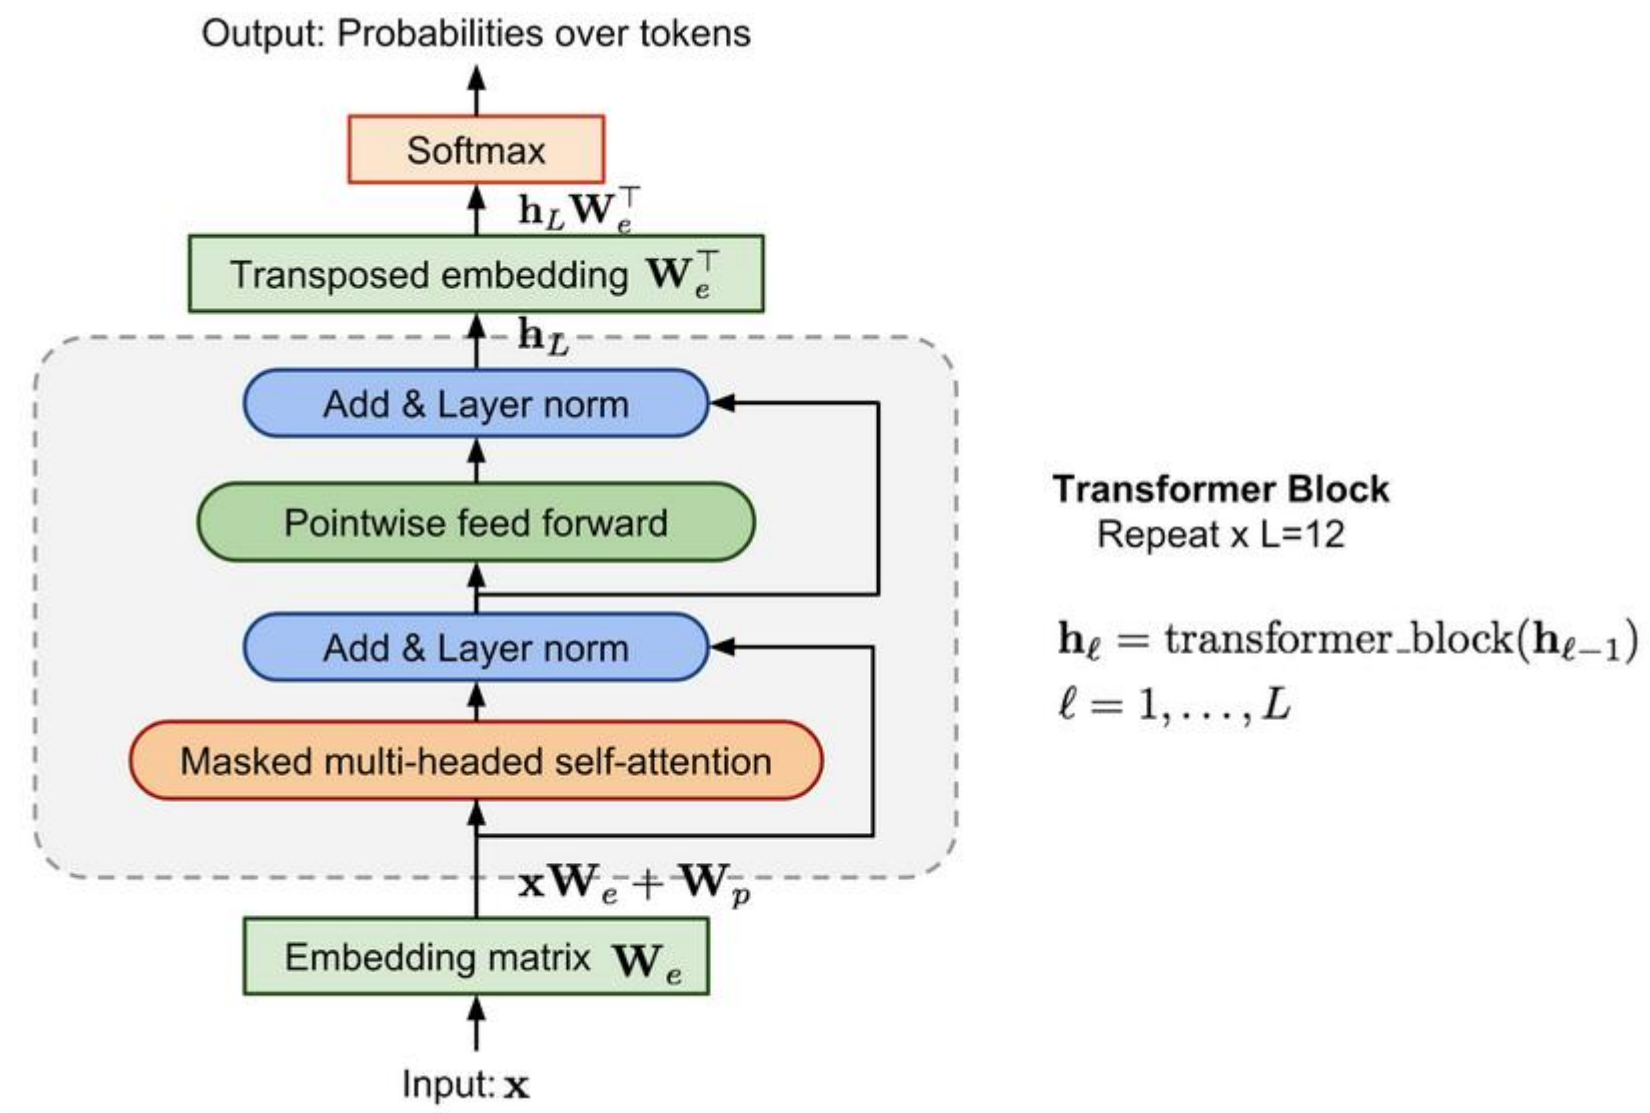 Output: Probabilities over tokens
Softmax
h_L W_e^⊤
Transposed embedding W_e^⊤
h_L
Add & Layer norm
Pointwise feed forward
Add & Layer norm
Masked multi-headed self-attention
xW_e + W_p
Embedding matrix W_e
Input: x
Transformer Block
Repeat x L=12
h_ℓ = transformer_block(h_{ℓ−1})
ℓ = 1, . . . , L